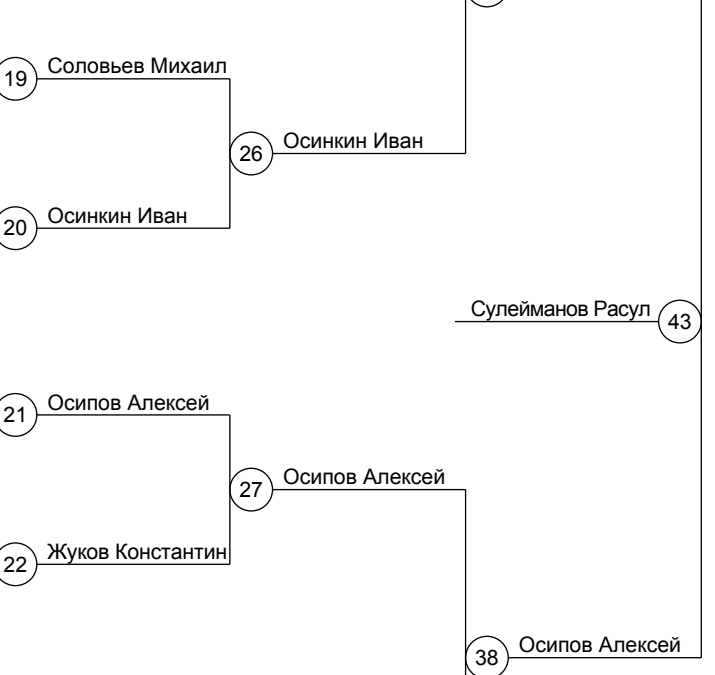 19 Соловьев Михаил
26 Осинкин Иван
20 Осинкин Иван
Сулейманов Расул 43
21 Осипов Алексей
27 Осипов Алексей
22 Жуков Константин
38 Осипов Алексей